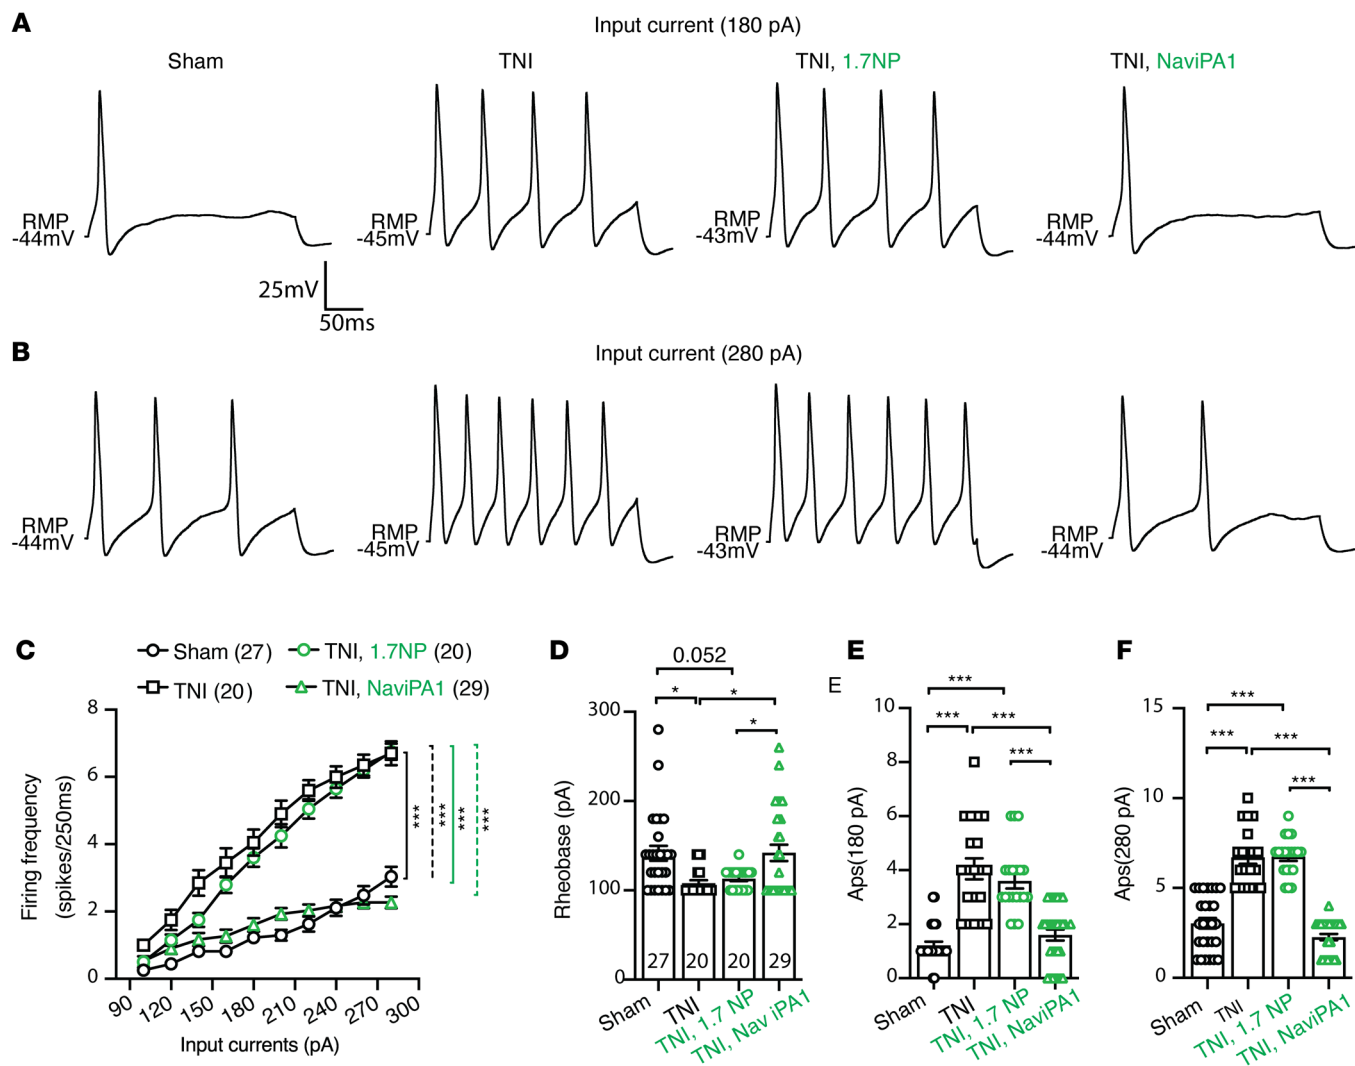 A
Input current (180 pA)
Sham
TNI
TNI, 1.7NP
TNI, NaviPA1
RMP
-44mV
RMP
-45mV
RMP
-43mV
RMP
-44mV
25mV
50ms
B
Input current (280 pA)
RMP
-44mV
RMP
-45mV
RMP
-43mV
RMP
-44mV
C
Sham (27)
TNI, 1.7NP (20)
TNI (20)
TNI, NaviPA1 (29)
Firing frequency
(spikes/250ms)
8
6
4
2
0
90
120
150
180
210
240
270
300
Input currents (pA)
***
***
***
***
D
0.052
*
*
*
Rheobase (pA)
300
200
100
0
27
20
20
29
Sham
TNI
TNI, 1.7 NP
TNI, Nav iPA1
E
E
***
***
***
***
Aps(180 pA)
10
8
6
4
2
0
Sham
TNI
TNI, 1.7 NP
TNI, NaviPA1
F
***
***
***
***
Aps(280 pA)
15
10
5
0
Sham
TNI
TNI, 1.7 NP
TNI, NaviPA1